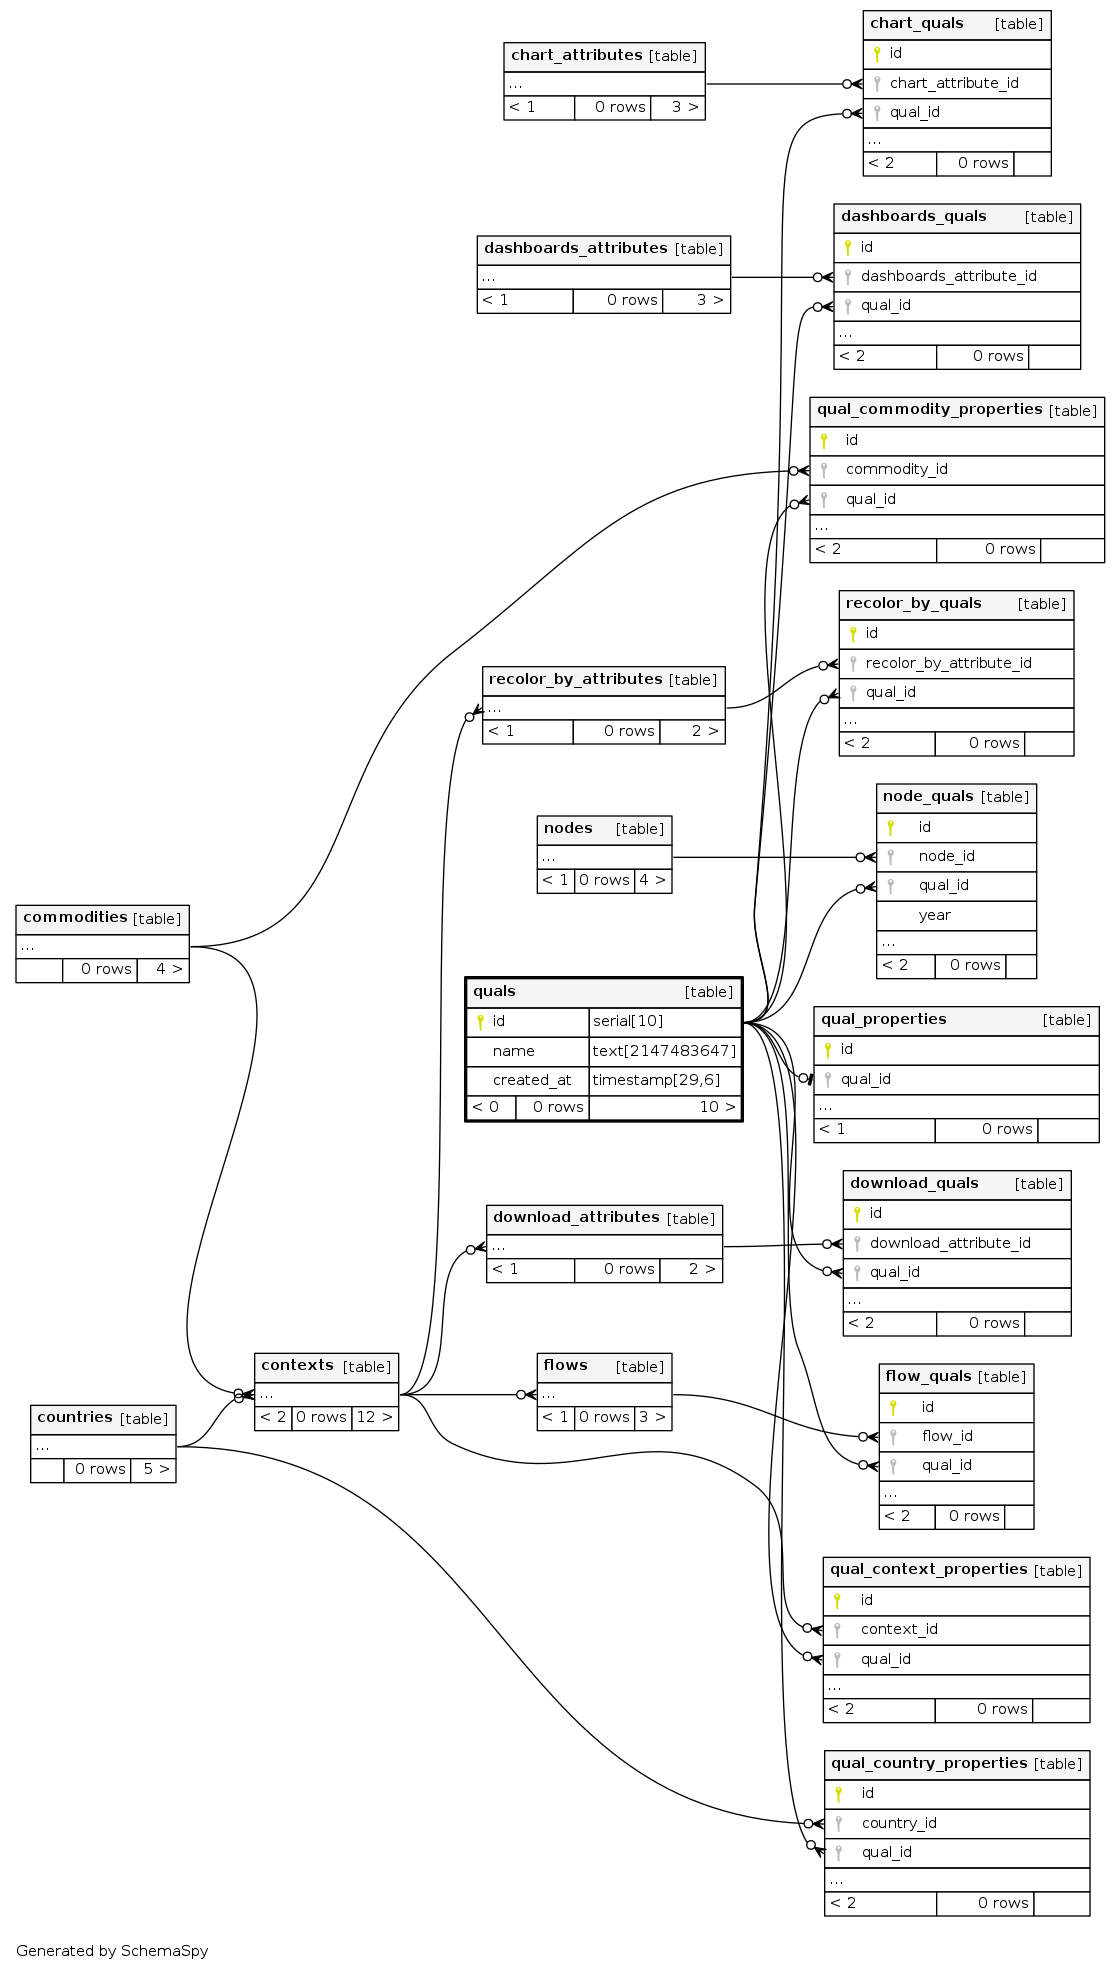 chart_quals [table]
id
chart_attribute_id
qual_id
...
< 2 0 rows
chart_attributes [table]
...
< 1 0 rows 3 >
dashboards_quals [table]
id
dashboards_attribute_id
qual_id
...
< 2 0 rows
dashboards_attributes [table]
...
< 1 0 rows 3 >
qual_commodity_properties [table]
id
commodity_id
qual_id
...
< 2 0 rows
recolor_by_quals [table]
id
recolor_by_attribute_id
qual_id
...
< 2 0 rows
recolor_by_attributes [table]
...
< 1 0 rows 2 >
node_quals [table]
id
node_id
qual_id
year
...
< 2 0 rows
nodes [table]
...
< 1 0 rows 4 >
commodities [table]
...
0 rows 4 >
quals [table]
id serial[10]
name text[2147483647]
created_at timestamp[29,6]
< 0 0 rows 10 >
qual_properties [table]
id
qual_id
...
< 1 0 rows
download_quals [table]
id
download_attribute_id
qual_id
...
< 2 0 rows
download_attributes [table]
...
< 1 0 rows 2 >
contexts [table]
...
< 2 0 rows 12 >
flows [table]
...
< 1 0 rows 3 >
flow_quals [table]
id
flow_id
qual_id
...
< 2 0 rows
countries [table]
...
0 rows 5 >
qual_context_properties [table]
id
context_id
qual_id
...
< 2 0 rows
qual_country_properties [table]
id
country_id
qual_id
...
< 2 0 rows
Generated by SchemaSpy